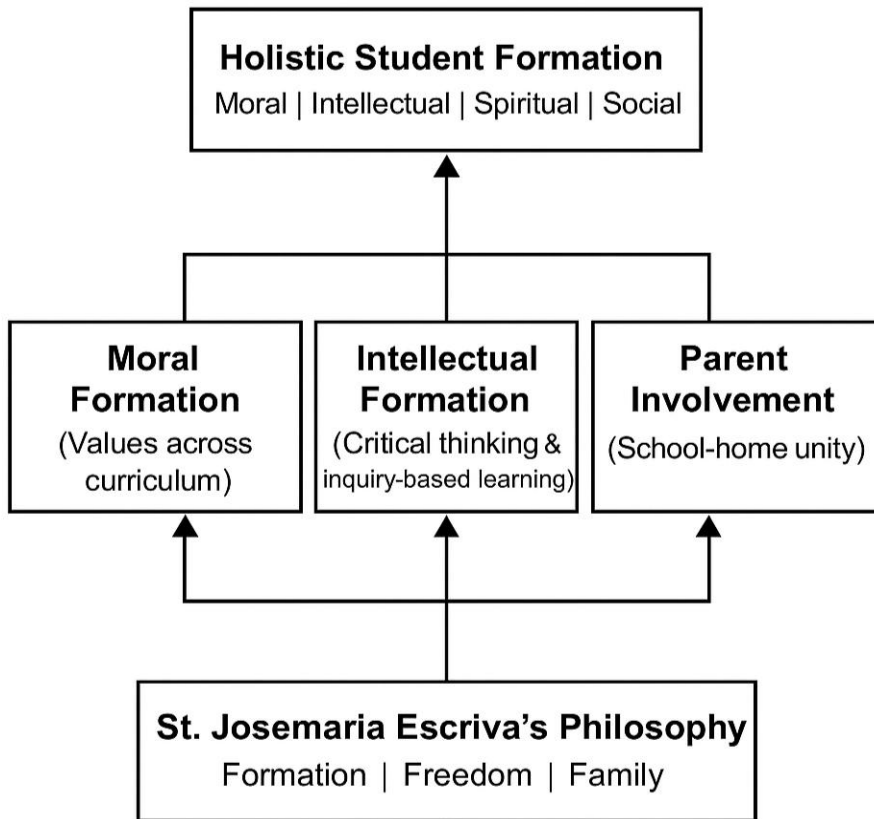 Holistic Student Formation
Moral | Intellectual | Spiritual | Social
Moral
Formation
(Values across
curriculum)
Intellectual
Formation
(Critical thinking &
inquiry-based learning)
Parent
Involvement
(School-home unity)
St. Josemaria Escriva’s Philosophy
Formation | Freedom | Family